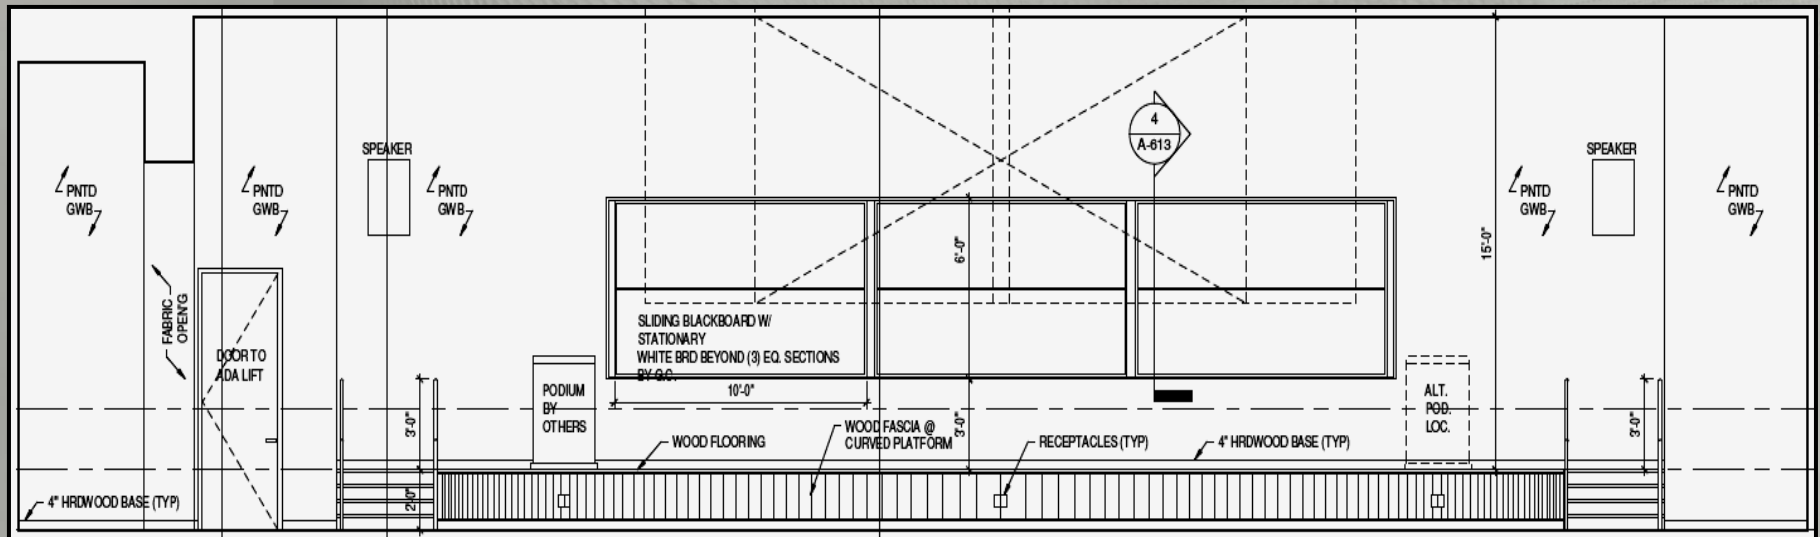 4
A-613
SPEAKER
SPEAKER
PNTD
GWB
PNTD
GWB
PNTD
GWB
PNTD
GWB
PNTD
GWB
6'-0"
15'-0"
FABRIC
OPEN'G
DOOR TO
ADA LIFT
SLIDING BLACKBOARD W/
STATIONARY
WHITE BRD BEYOND (3) EQ. SECTIONS
BY G.C.
10'-0"
PODIUM
BY
OTHERS
ALT.
POD.
LOC.
3'-0"
3'-0"
3'-0"
WOOD FLOORING
WOOD FASCIA @
CURVED PLATFORM
RECEPTACLES (TYP)
4" HRDWOOD BASE (TYP)
4" HRDWOOD BASE (TYP)
2'-0"